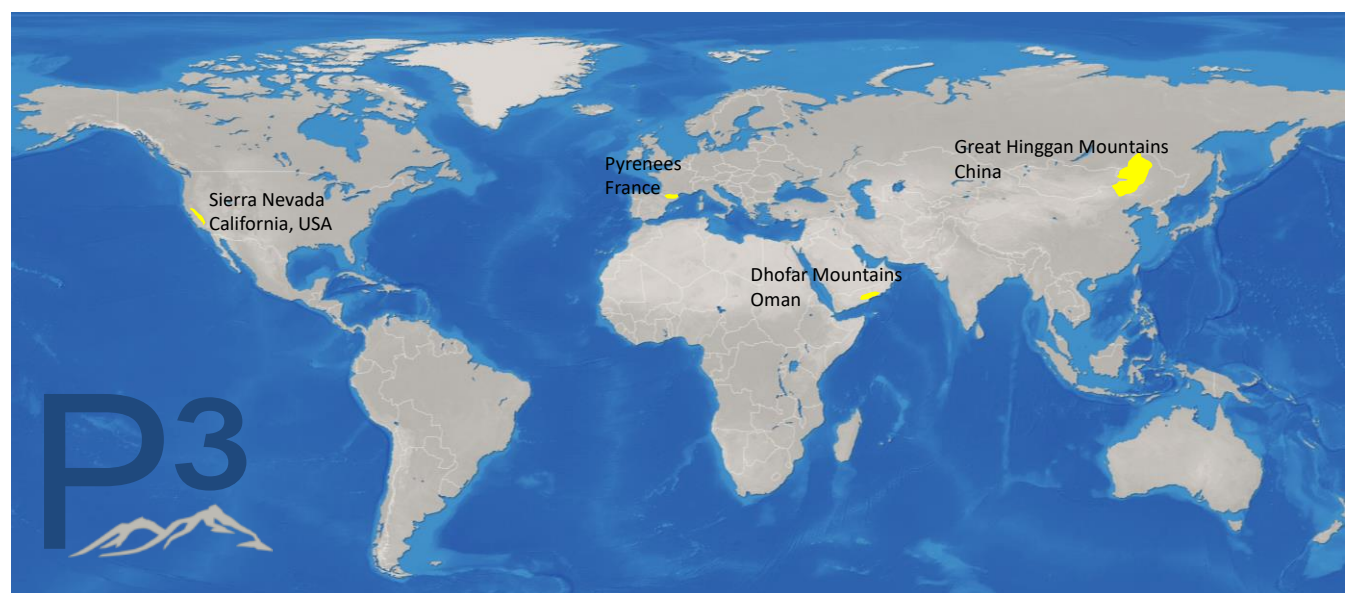 Great Hinggan Mountains
China
Pyrenees
France
Sierra Nevada
California, USA
Dhofar Mountains
Oman
P3